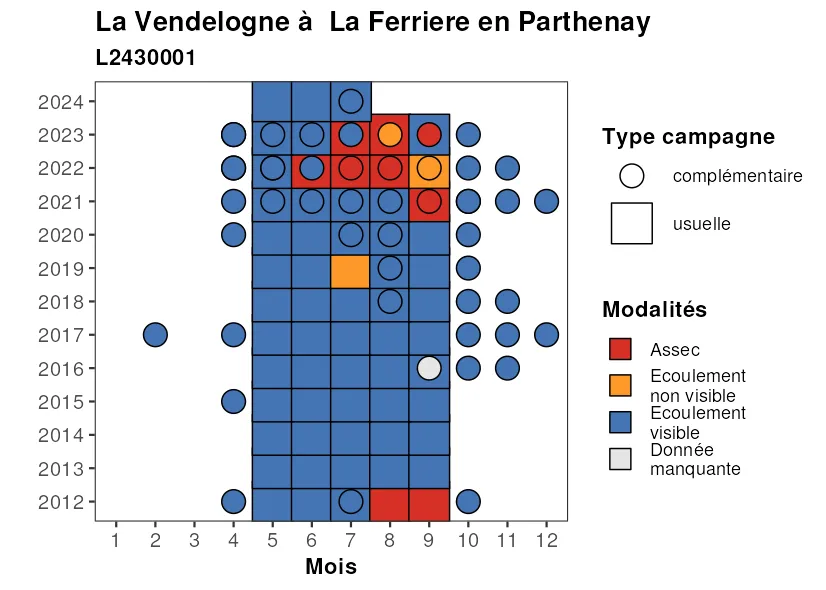 La Vendelogne à  La Ferriere en Parthenay
L2430001
2024
2023
2022
2021
2020
2019
2018
2017
2016
2015
2014
2013
2012
1 2 3 4 5 6 7 8 9 10 11 12
Mois
Type campagne
complémentaire
usuelle
Modalités
Assec
Ecoulement
non visible
Ecoulement
visible
Donnée
manquante